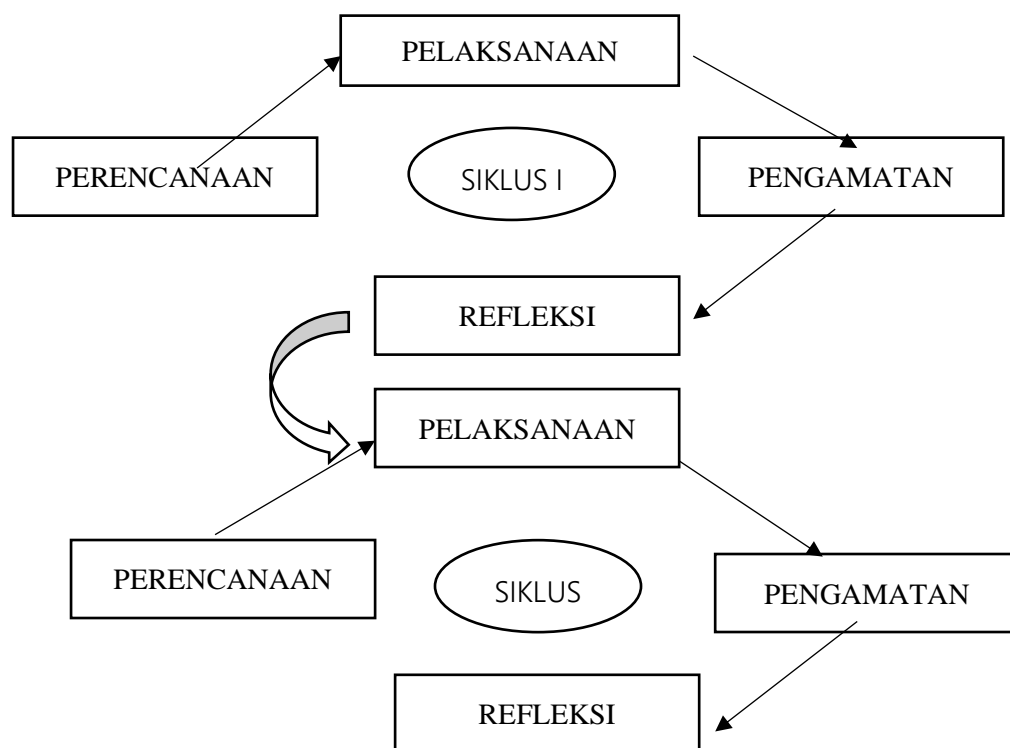 PELAKSANAAN
PERENCANAAN
SIKLUS I
PENGAMATAN
REFLEKSI
PELAKSANAAN
PERENCANAAN
SIKLUS
PENGAMATAN
REFLEKSI